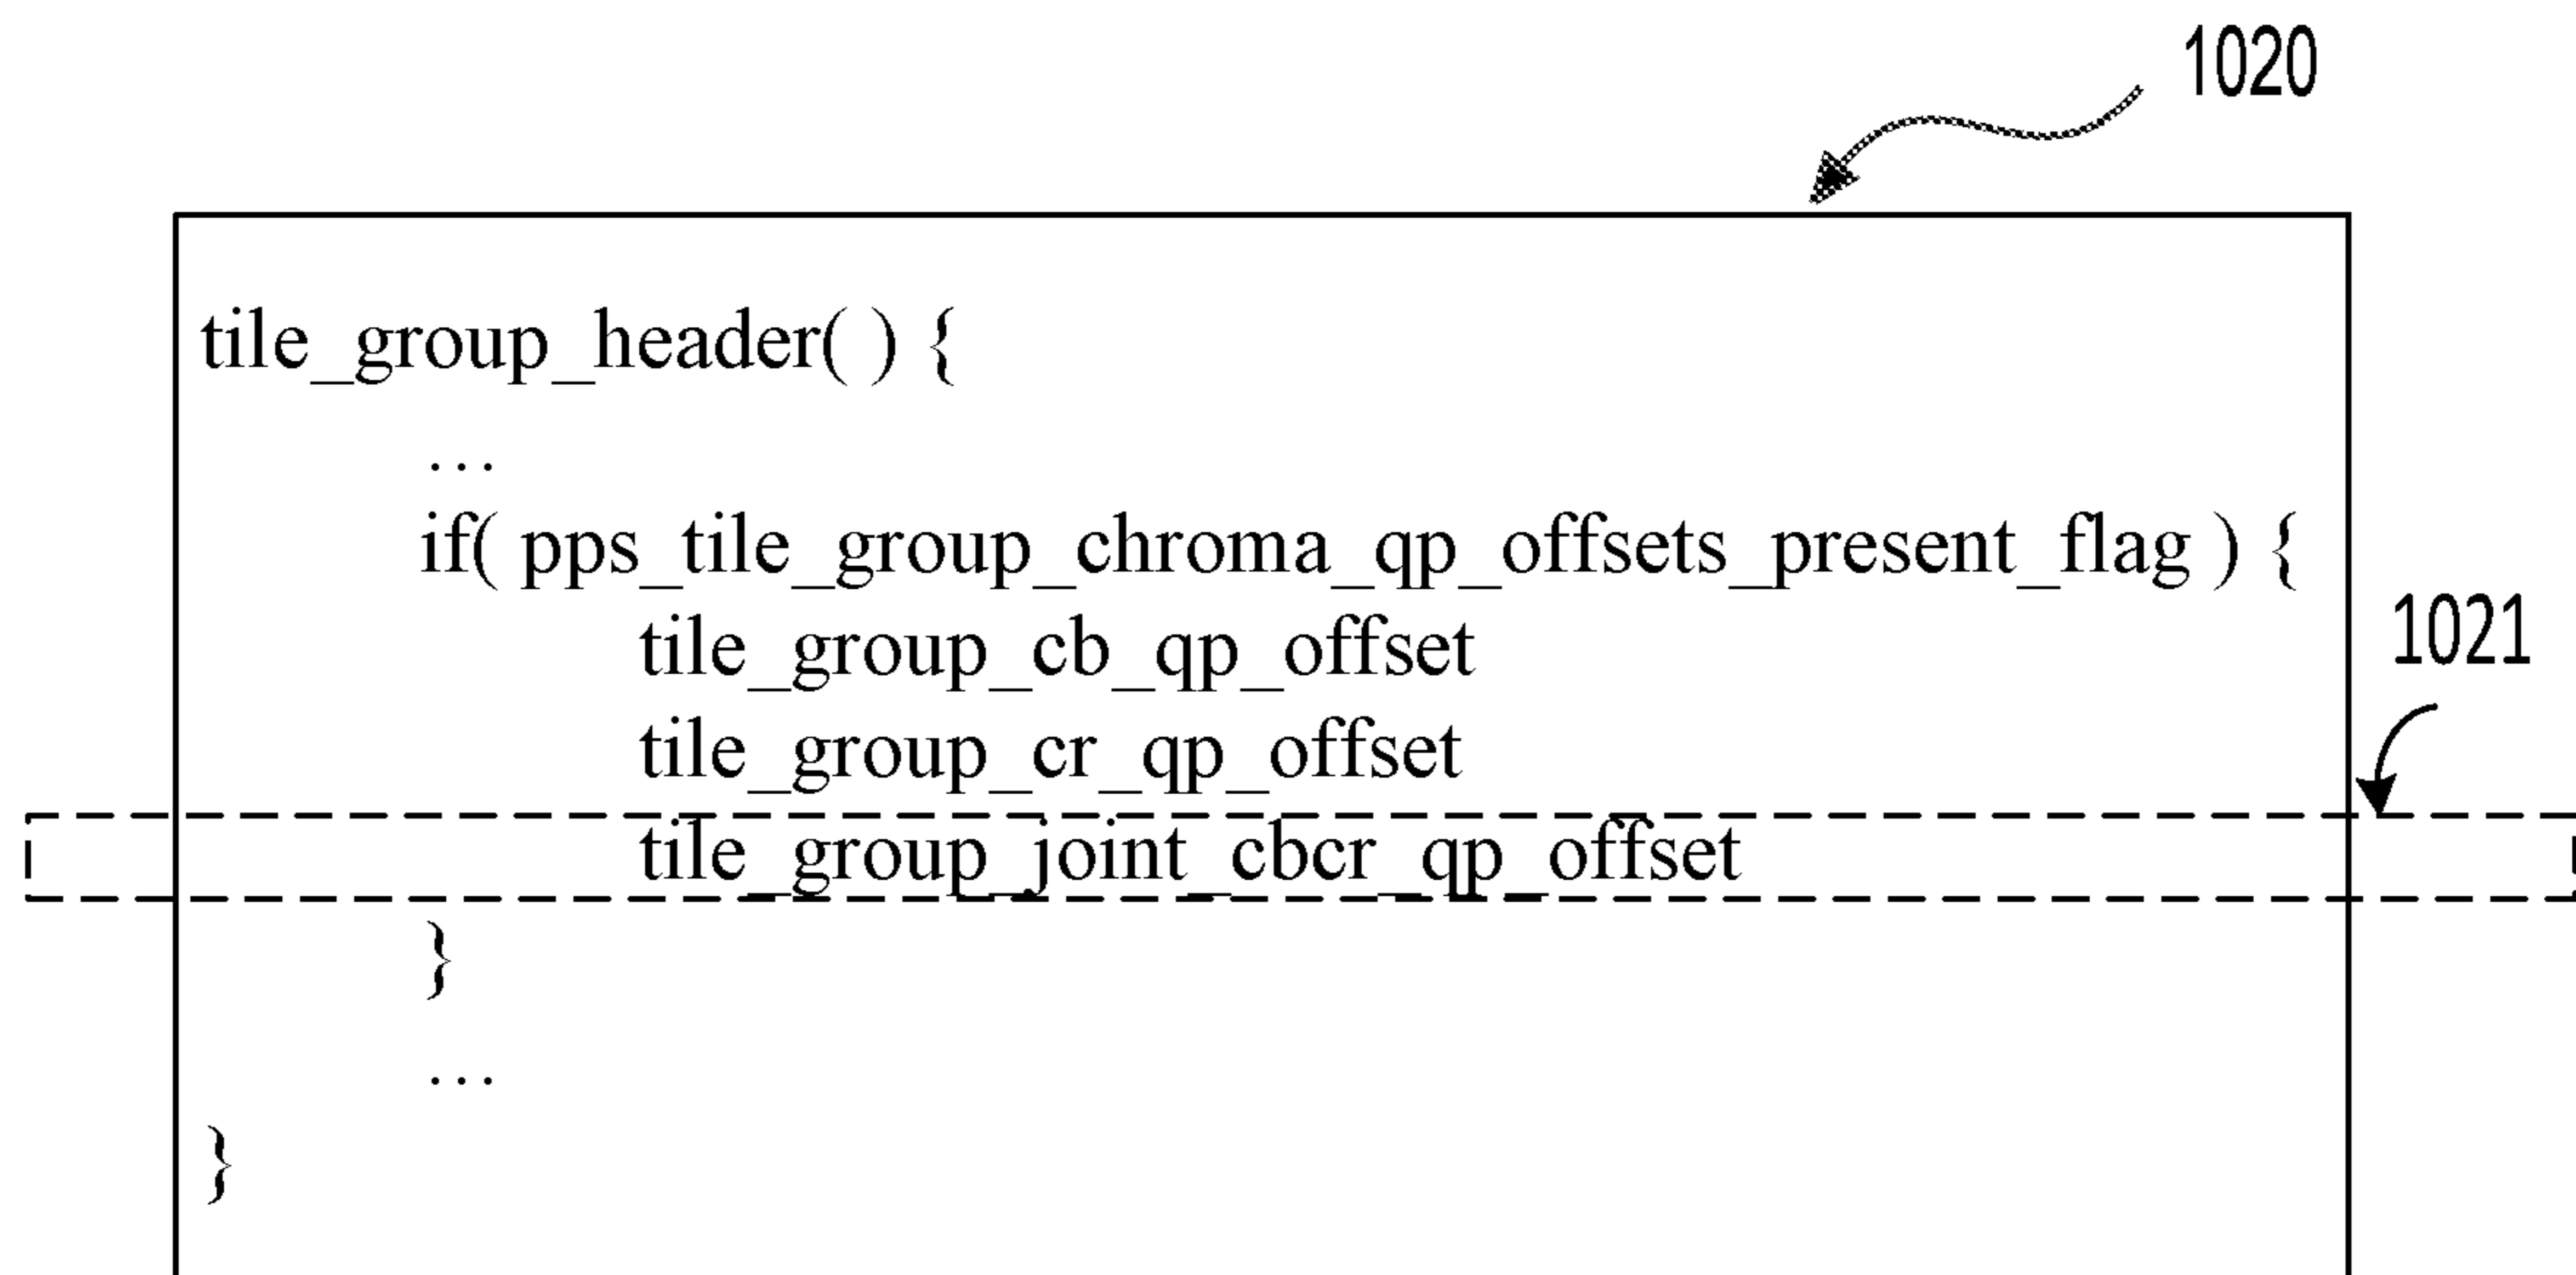 1020
tile_group_header( ) {
...
if( pps_tile_group_chroma_qp_offsets_present_flag ) {
1021
tile_group_cb_qp_offset
tile_group_cr_qp_offset
tile_group_joint_cbcr_qp_offset
}
...
}